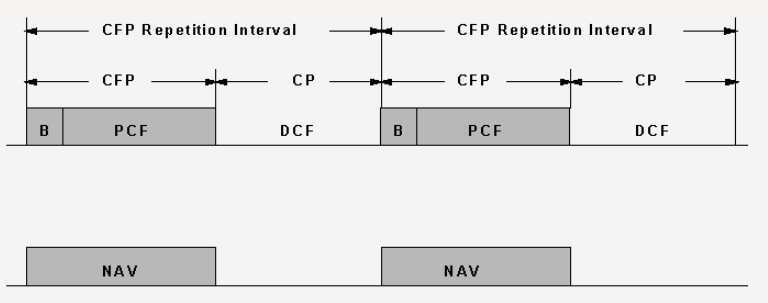 CFP Repetition Interval CFP Repetition Interval
CFP CP CFP CP
B PCF DCF B PCF DCF
NAV NAV